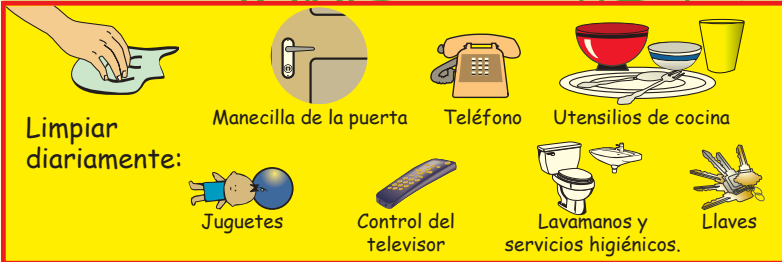 Limpiar
diariamente:
Manecilla de la puerta
Teléfono
Utensilios de cocina
Juguetes
Control del
televisor
Lavamanos y
servicios higiénicos.
Llaves